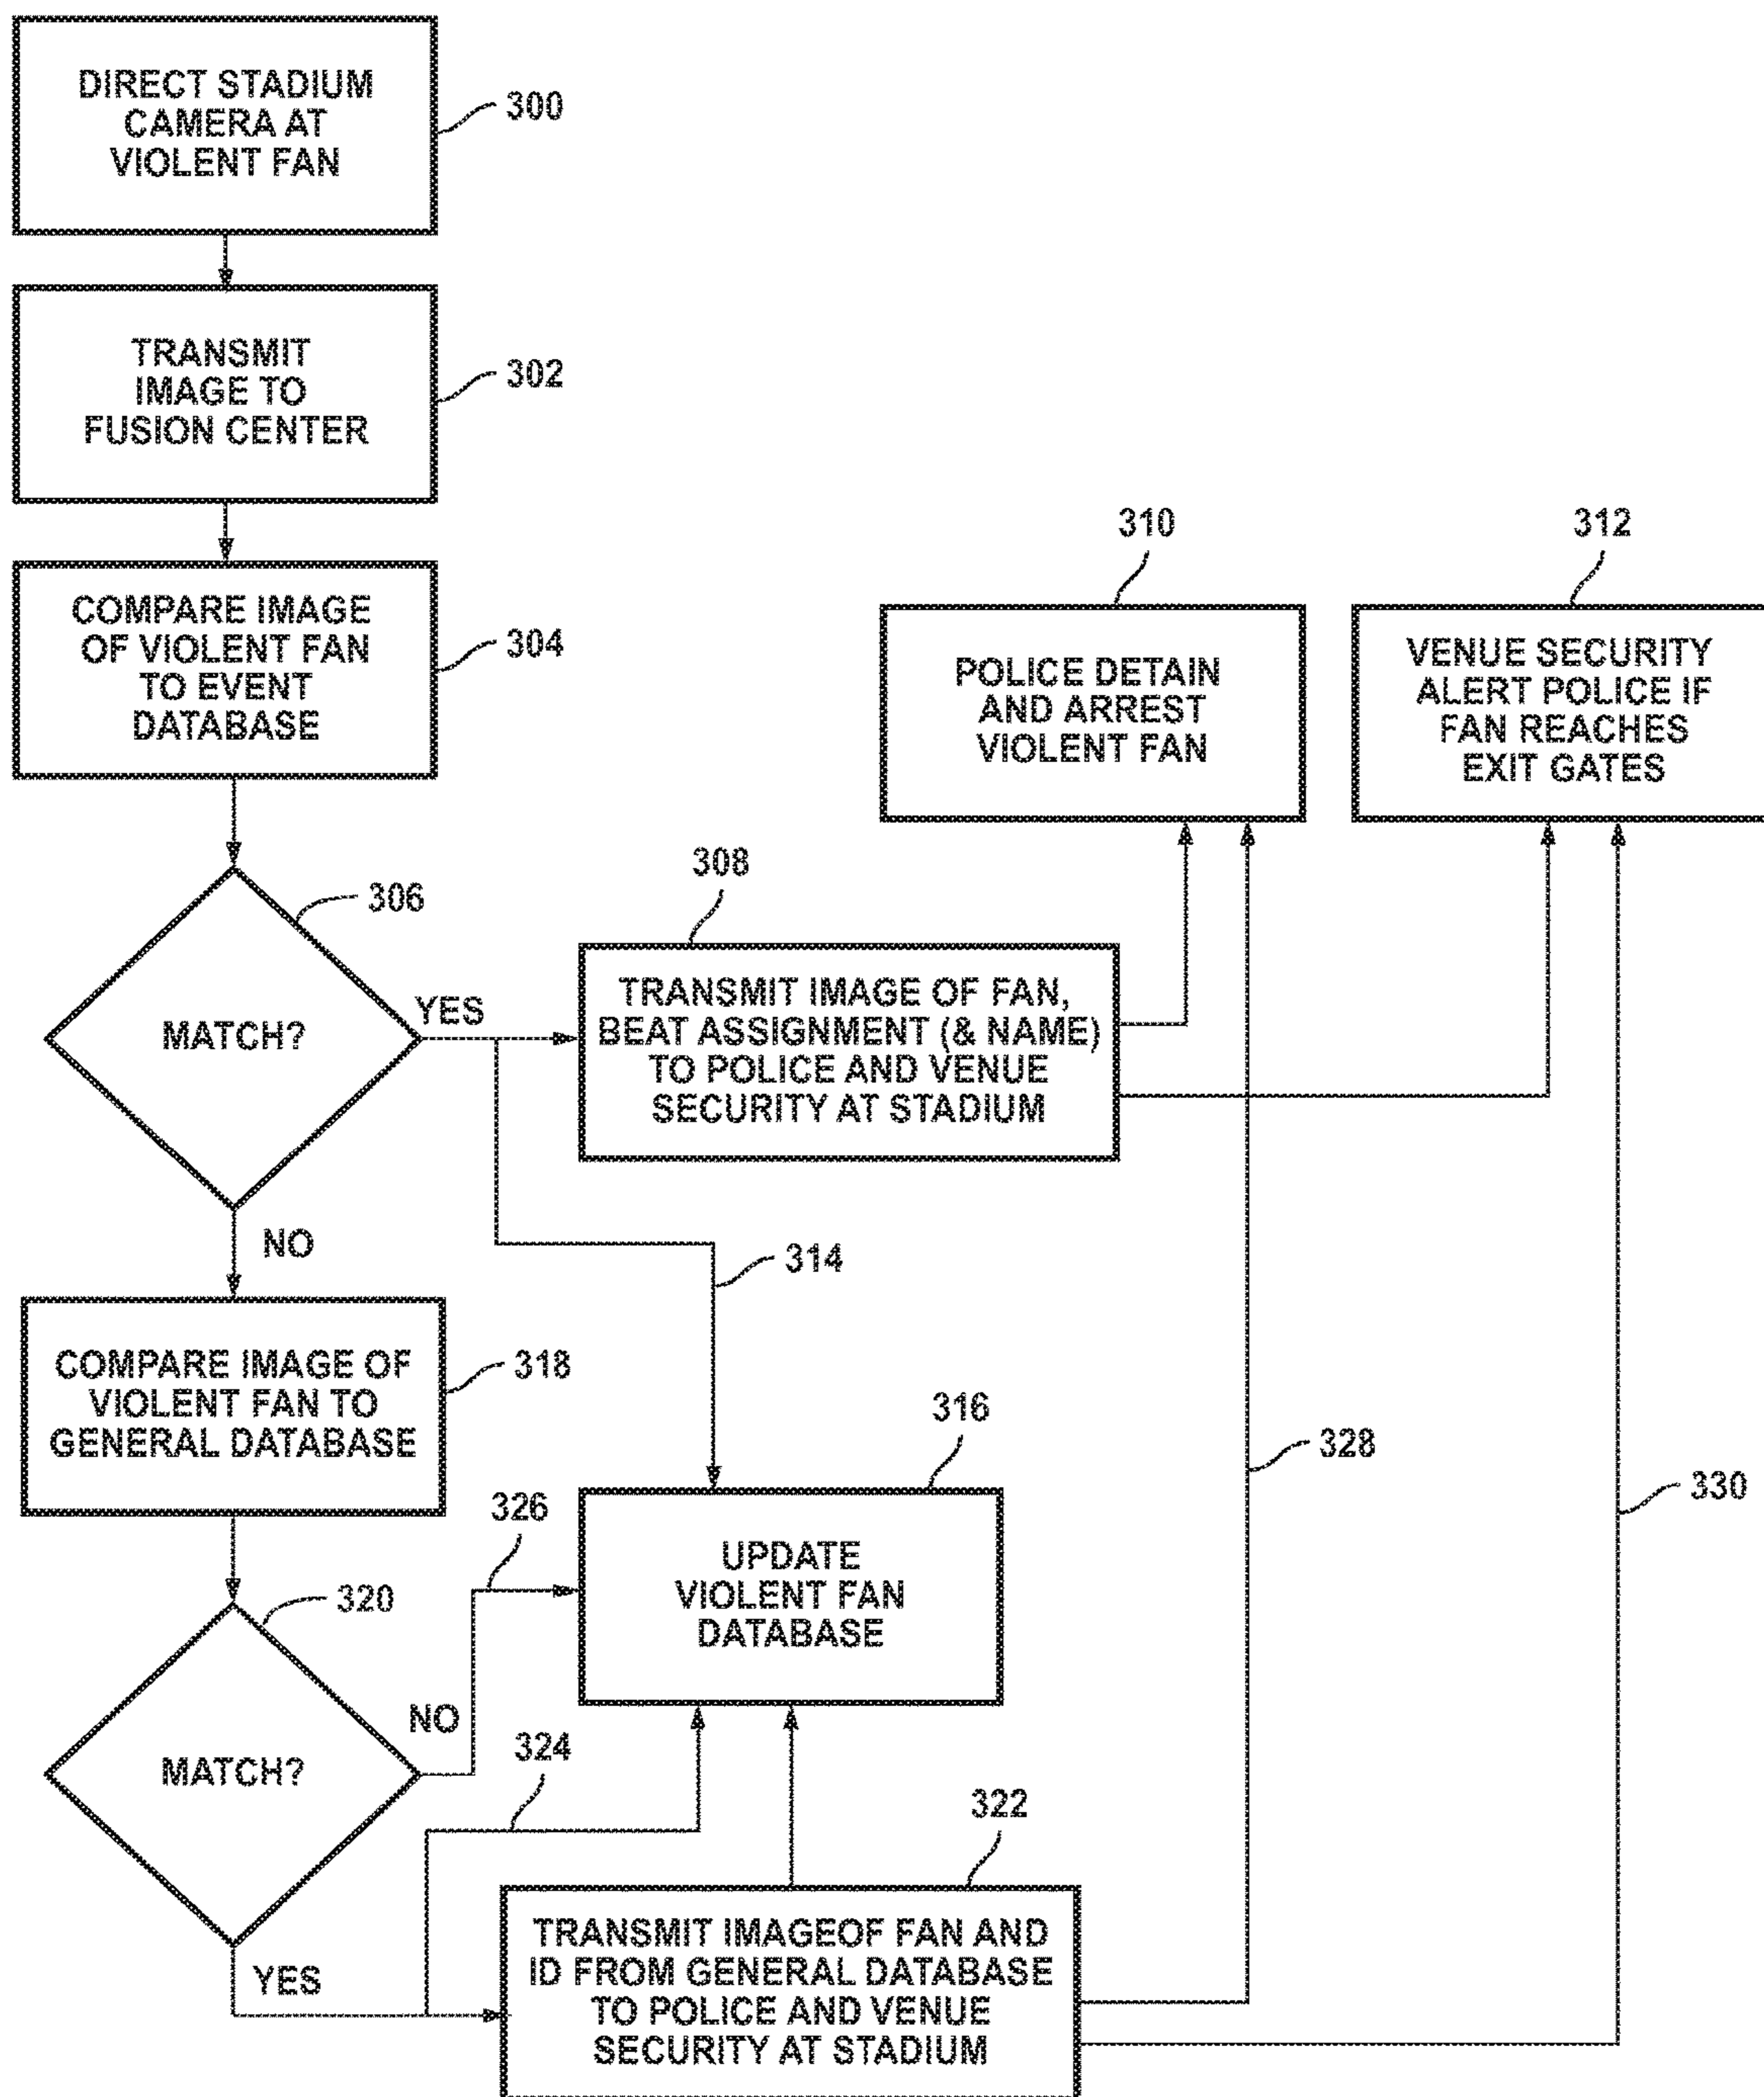 DIRECT STADIUM
CAMERA AT
VIOLENT FAN
300
TRANSMIT
IMAGE TO
FUSION CENTER
302
COMPARE IMAGE
OF VIOLENT FAN
TO EVENT
DATABASE
304
310
312
POLICE DETAIN
AND ARREST
VIOLENT FAN
VENUE SECURITY
ALERT POLICE IF
FAN REACHES
EXIT GATES
306
MATCH?
YES
NO
308
TRANSMIT IMAGE OF FAN,
BEAT ASSIGNMENT (& NAME)
TO POLICE AND VENUE
SECURITY AT STADIUM
314
COMPARE IMAGE OF
VIOLENT FAN TO
GENERAL DATABASE
318
316
UPDATE
VIOLENT FAN
DATABASE
326
328
330
320
MATCH?
NO
YES
324
322
TRANSMIT IMAGEOF FAN AND
ID FROM GENERAL DATABASE
TO POLICE AND VENUE
SECURITY AT STADIUM